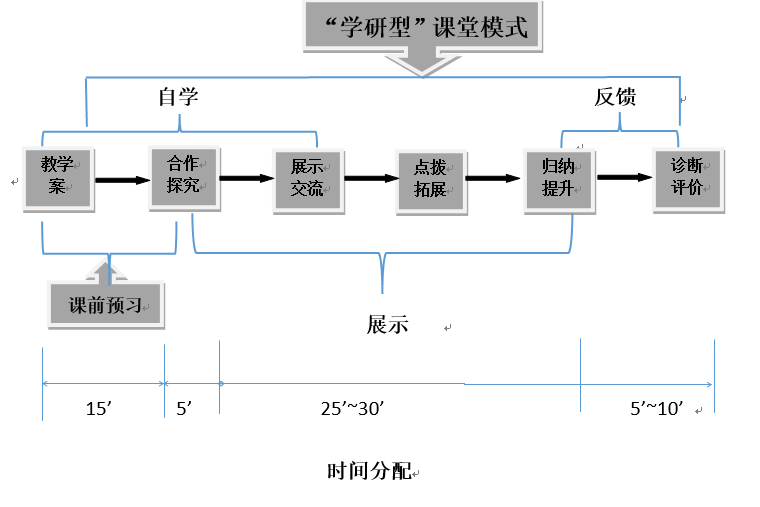 “学研型”课堂模式
自学
反馈
教学
案
合作
探究
展示
交流
点拨
拓展
归纳
提升
诊断
评价
课前预习
展示
15’
5’
25’~30’
5’~10’
时间分配